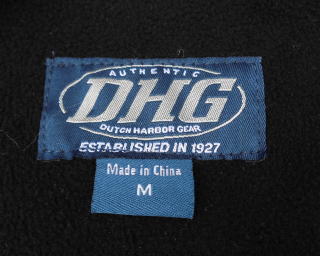 AUTHENTIC
DHG
DUTCH HARBOR GEAR
ESTABLISHED IN 1927
Made in China
M